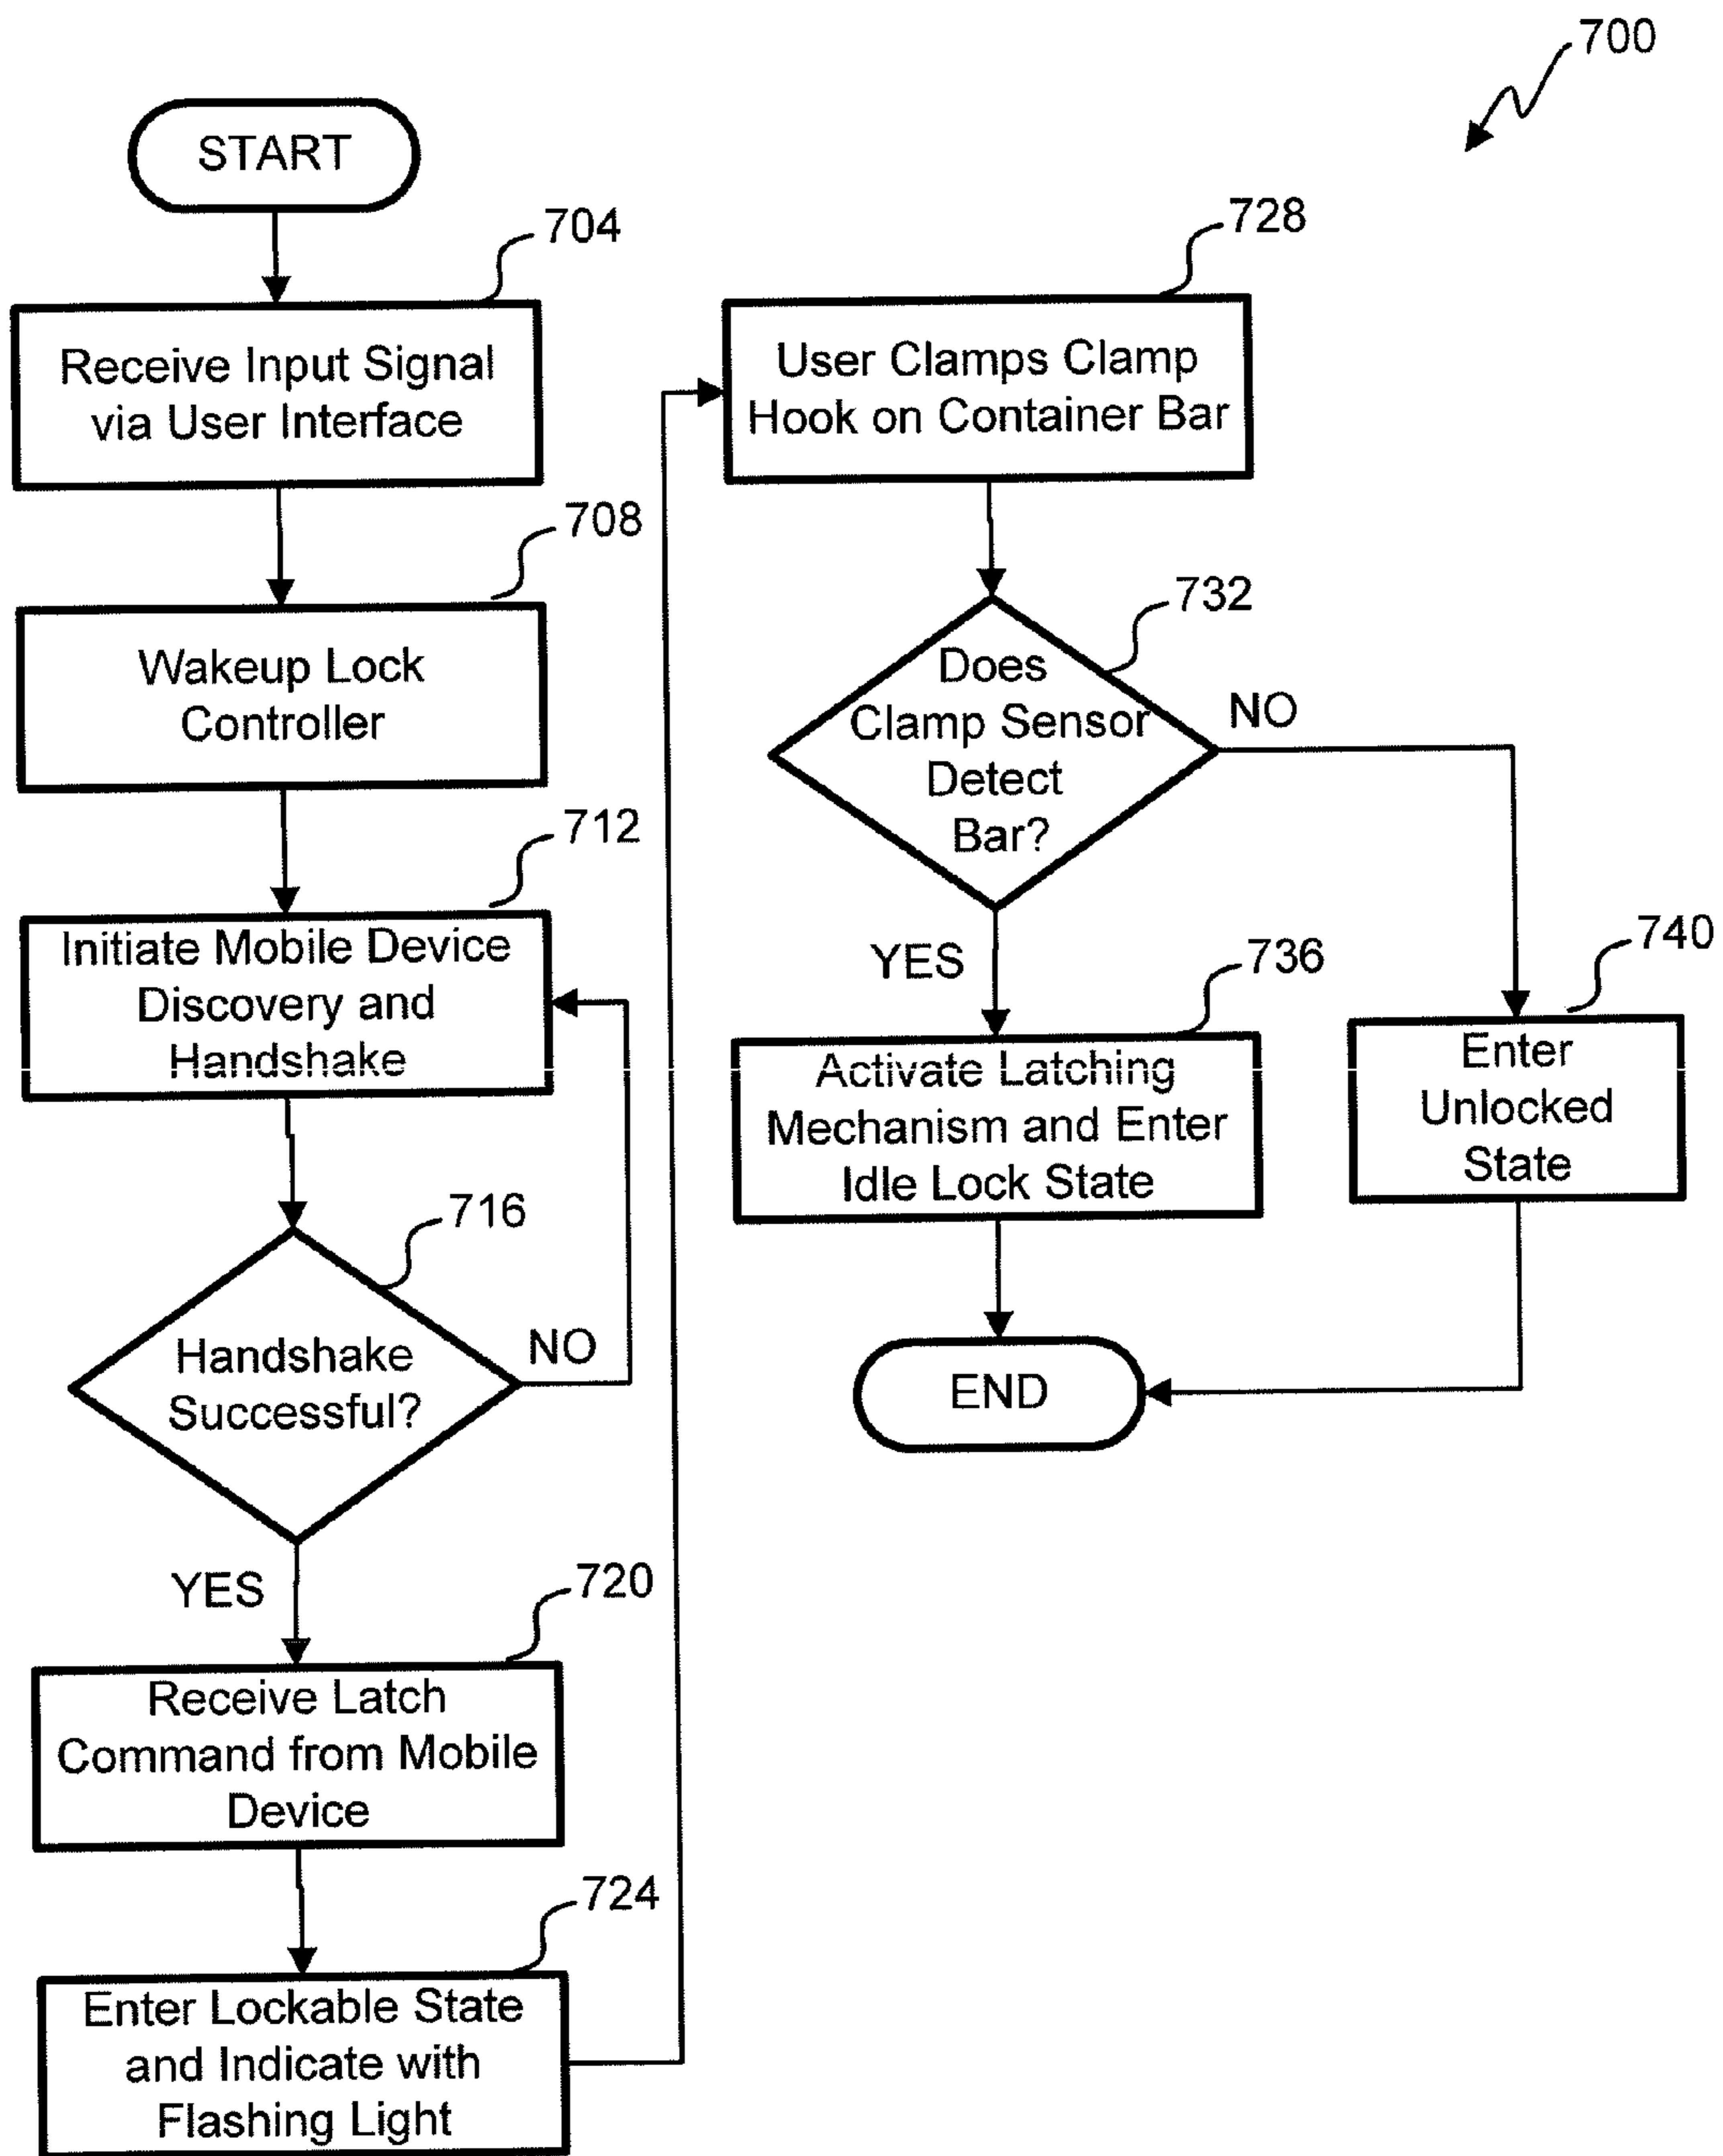 700
START
704
Receive Input Signal
via User Interface
708
Wakeup Lock
Controller
712
Initiate Mobile Device
Discovery and
Handshake
716
Handshake
Successful?
NO
YES
720
Receive Latch
Command from Mobile
Device
724
Enter Lockable State
and Indicate with
Flashing Light
728
User Clamps Clamp
Hook on Container Bar
732
Does
Clamp Sensor
Detect
Bar?
NO
YES
736
Activate Latching
Mechanism and Enter
Idle Lock State
740
Enter
Unlocked
State
END